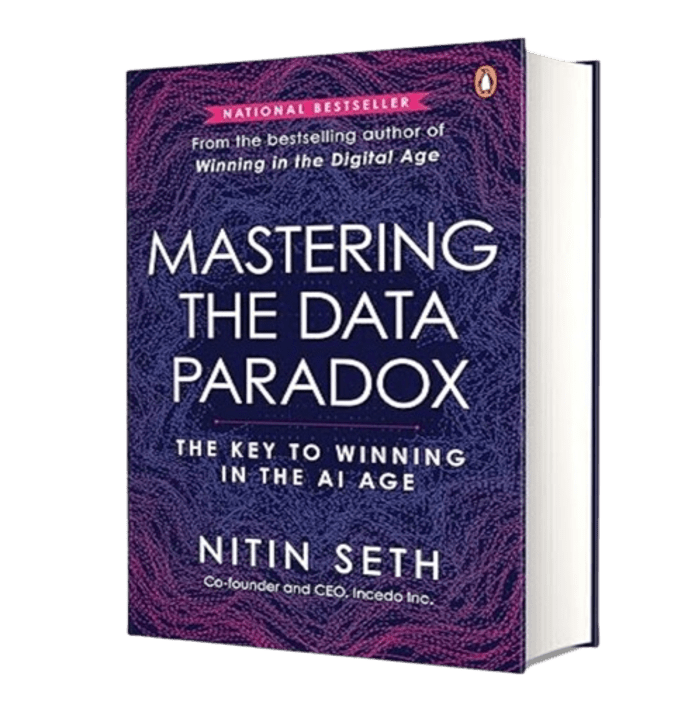 NATIONAL BESTSELLER
From the bestselling author of
Winning in the Digital Age
MASTERING
THE DATA
PARADOX
THE KEY TO WINNING
IN THE AI AGE
NITIN SETH
Co-founder and CEO, Incedo Inc.